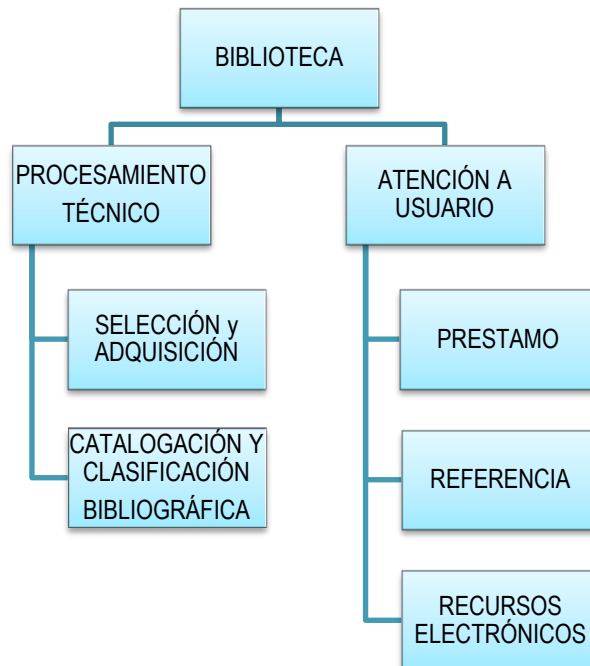 BIBLIOTECA
PROCESAMIENTO
TÉCNICO
SELECCIÓN y
ADQUISICIÓN
CATALOGACIÓN Y
CLASIFICACIÓN
BIBLIOGRÁFICA
ATENCIÓN A
USUARIO
PRESTAMO
REFERENCIA
RECURSOS
ELECTRÓNICOS